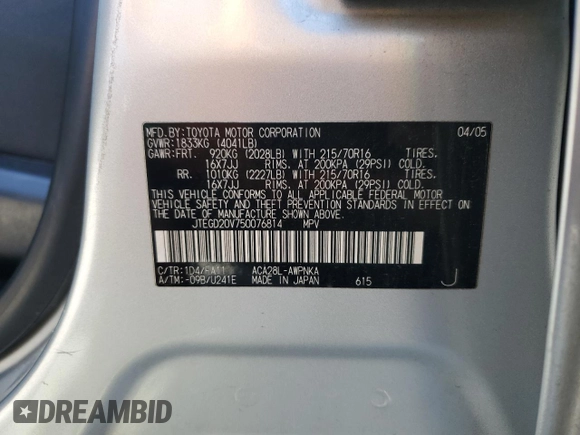 MFD.BY:TOYOTA MOTOR CORPORATION 04/05
GVWR:1833KG (4041LB)
GAWR:FRT. 920KG (2028LB) WITH 215/70R16 TIRES.
16X7JJ RIMS. AT 200KPA (29PSI) COLD.
RR. 1010KG (2227LB) WITH 215/70R16 TIRES.
16X7JJ RIMS. AT 200KPA (29PSI) COLD.
THIS VEHICLE CONFORMS TO ALL APPLICABLE FEDERAL MOTOR
VEHICLE SAFETY AND THEFT PREVENTION STANDARDS IN EFFECT
ON THE DATE OF MANUFACTURE SHOWN ABOVE.
JTEGD20V750076814 MPV
C/TR:1D4/ ACA28L-AWPNKA
A/TM:-09B/U241E MADE IN JAPAN 615 J
DREAMBID